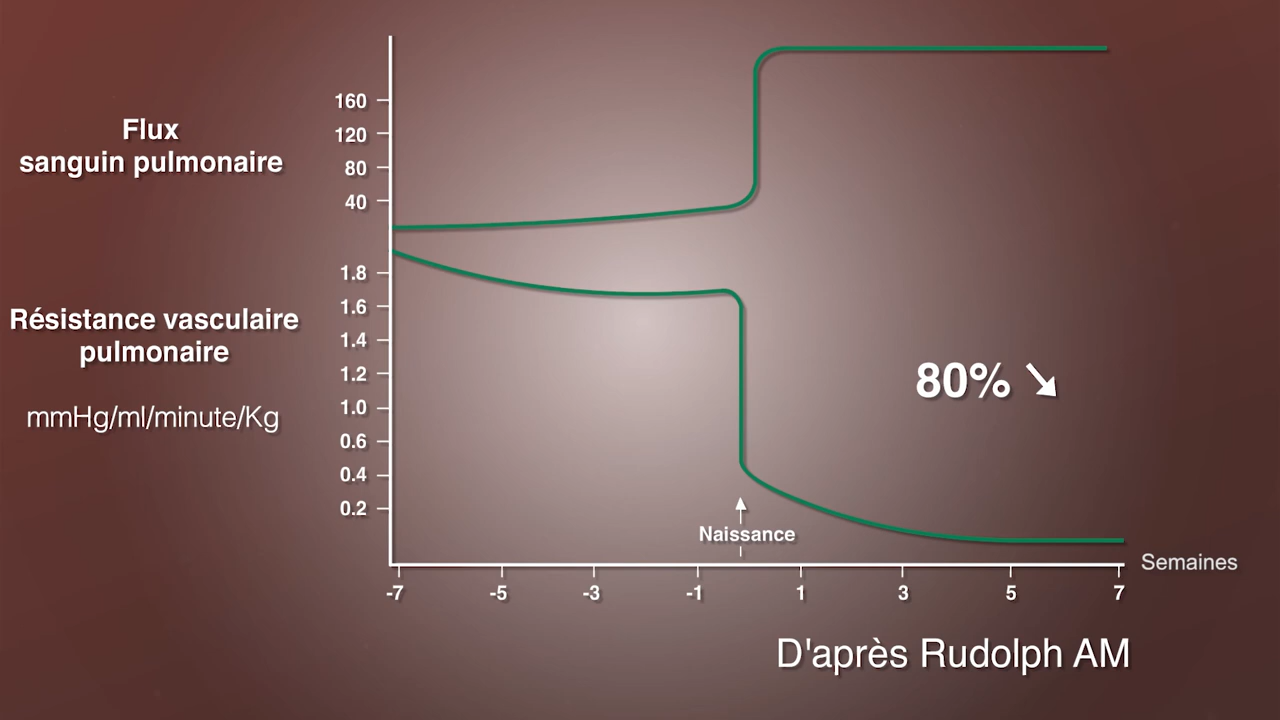 Flux
sanguin pulmonaire
160
120
80
40
1.8
1.6
1.4
1.2
1.0
0.6
0.4
0.2
Résistance vasculaire
pulmonaire
mmHg/ml/minute/Kg
80%
Naissance
Semaines
-7 -5 -3 -1 1 3 5 7
D'après Rudolph AM